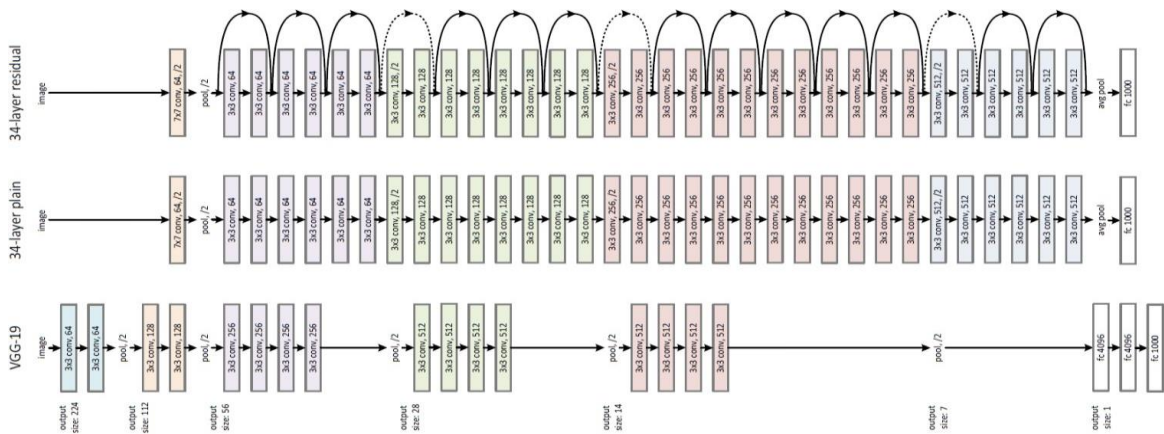 output
size: 224
output
size: 112
output
size: 56
output
size: 28
output
size: 14
output
size: 7
output
size: 1
VGG-19
image
3x3 conv, 64
3x3 conv, 64
pool, /2
3x3 conv, 128
3x3 conv, 128
pool, /2
3x3 conv, 256
3x3 conv, 256
3x3 conv, 256
3x3 conv, 256
pool, /2
3x3 conv, 512
3x3 conv, 512
3x3 conv, 512
3x3 conv, 512
pool, /2
3x3 conv, 512
3x3 conv, 512
3x3 conv, 512
3x3 conv, 512
pool, /2
fc 4096
fc 4096
fc 1000
34-layer plain
image
7x7 conv, 64, /2
pool, /2
3x3 conv, 64
3x3 conv, 64
3x3 conv, 64
3x3 conv, 64
3x3 conv, 64
3x3 conv, 64
3x3 conv, 128, /2
3x3 conv, 128
3x3 conv, 128
3x3 conv, 128
3x3 conv, 128
3x3 conv, 128
3x3 conv, 128
3x3 conv, 128
3x3 conv, 256, /2
3x3 conv, 256
3x3 conv, 256
3x3 conv, 256
3x3 conv, 256
3x3 conv, 256
3x3 conv, 256
3x3 conv, 256
3x3 conv, 256
3x3 conv, 256
3x3 conv, 256
3x3 conv, 256
3x3 conv, 512, /2
3x3 conv, 512
3x3 conv, 512
3x3 conv, 512
3x3 conv, 512
3x3 conv, 512
avg pool
fc 1000
34-layer residual
image
7x7 conv, 64, /2
pool, /2
3x3 conv, 64
3x3 conv, 64
3x3 conv, 64
3x3 conv, 64
3x3 conv, 64
3x3 conv, 64
3x3 conv, 128, /2
3x3 conv, 128
3x3 conv, 128
3x3 conv, 128
3x3 conv, 128
3x3 conv, 128
3x3 conv, 128
3x3 conv, 128
3x3 conv, 256, /2
3x3 conv, 256
3x3 conv, 256
3x3 conv, 256
3x3 conv, 256
3x3 conv, 256
3x3 conv, 256
3x3 conv, 256
3x3 conv, 256
3x3 conv, 256
3x3 conv, 256
3x3 conv, 256
3x3 conv, 512, /2
3x3 conv, 512
3x3 conv, 512
3x3 conv, 512
3x3 conv, 512
3x3 conv, 512
avg pool
fc 1000